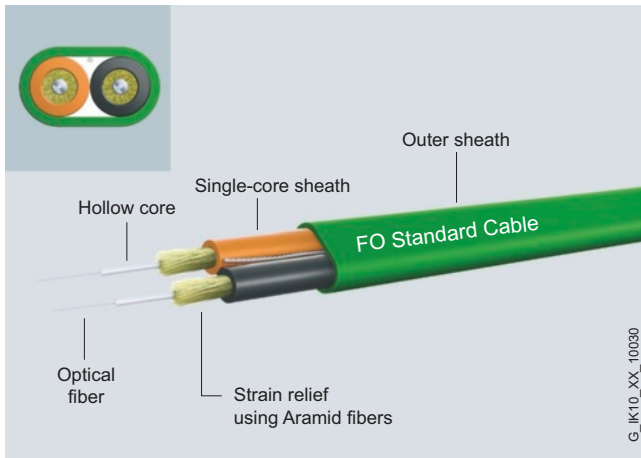 Outer sheath
Single-core sheath
Hollow core
FO Standard Cable
Optical
fiber
Strain relief
using Aramid fibers
G_IK10_XX_10030